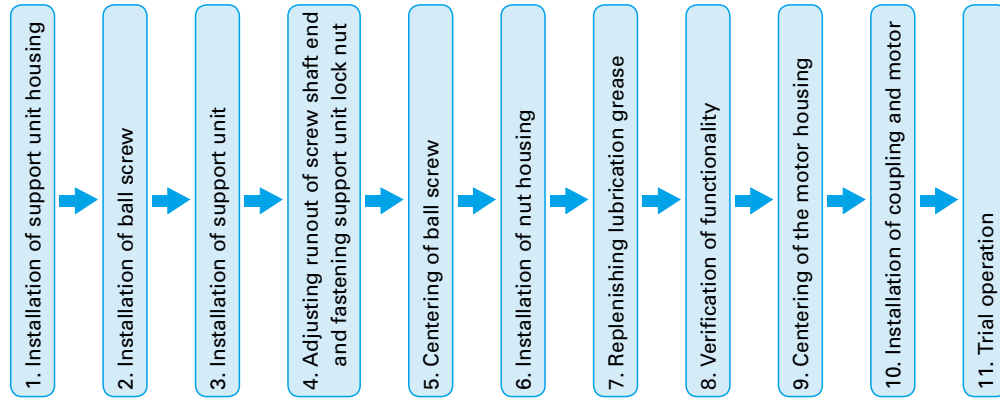 1. Installation of support unit housing
2. Installation of ball screw
3. Installation of support unit
4. Adjusting runout of screw shaft end
and fastening support unit lock nut
5. Centering of ball screw
6. Installation of nut housing
7. Replenishing lubrication grease
8. Verification of functionality
9. Centering of the motor housing
10. Installation of coupling and motor
11. Trial operation